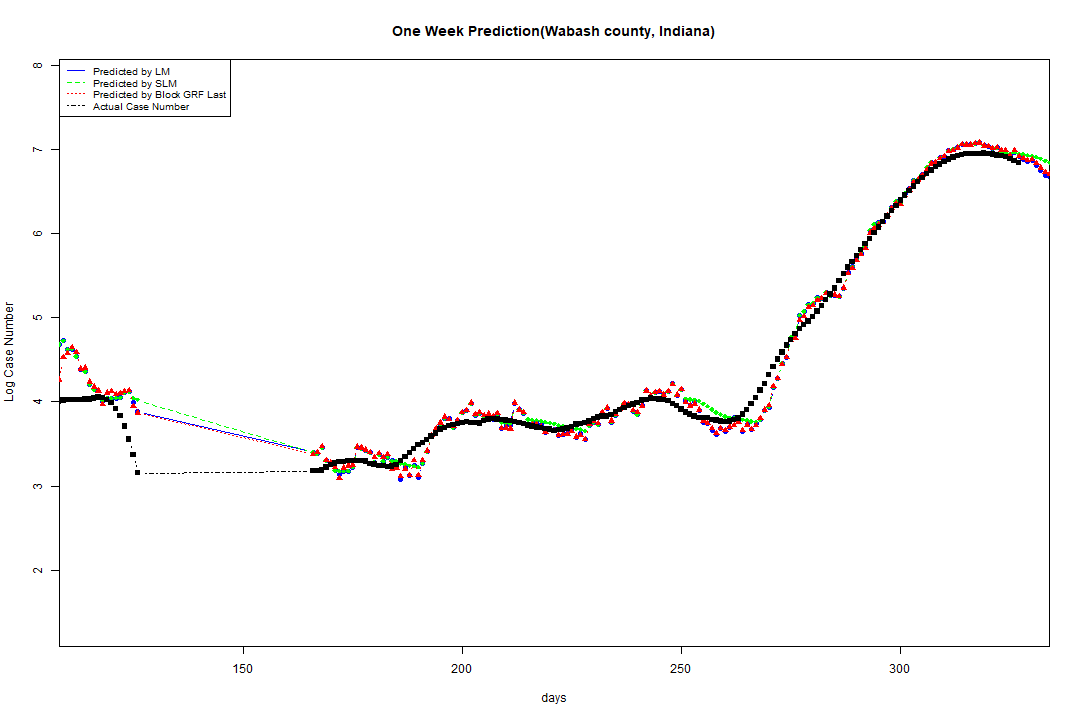 One Week Prediction(Wabash county, Indiana)
Predicted by LM
Predicted by SLM
Predicted by Block GRF Last
Actual Case Number
8
7
6
5
4
3
2
Log Case Number
150 200 250 300
days